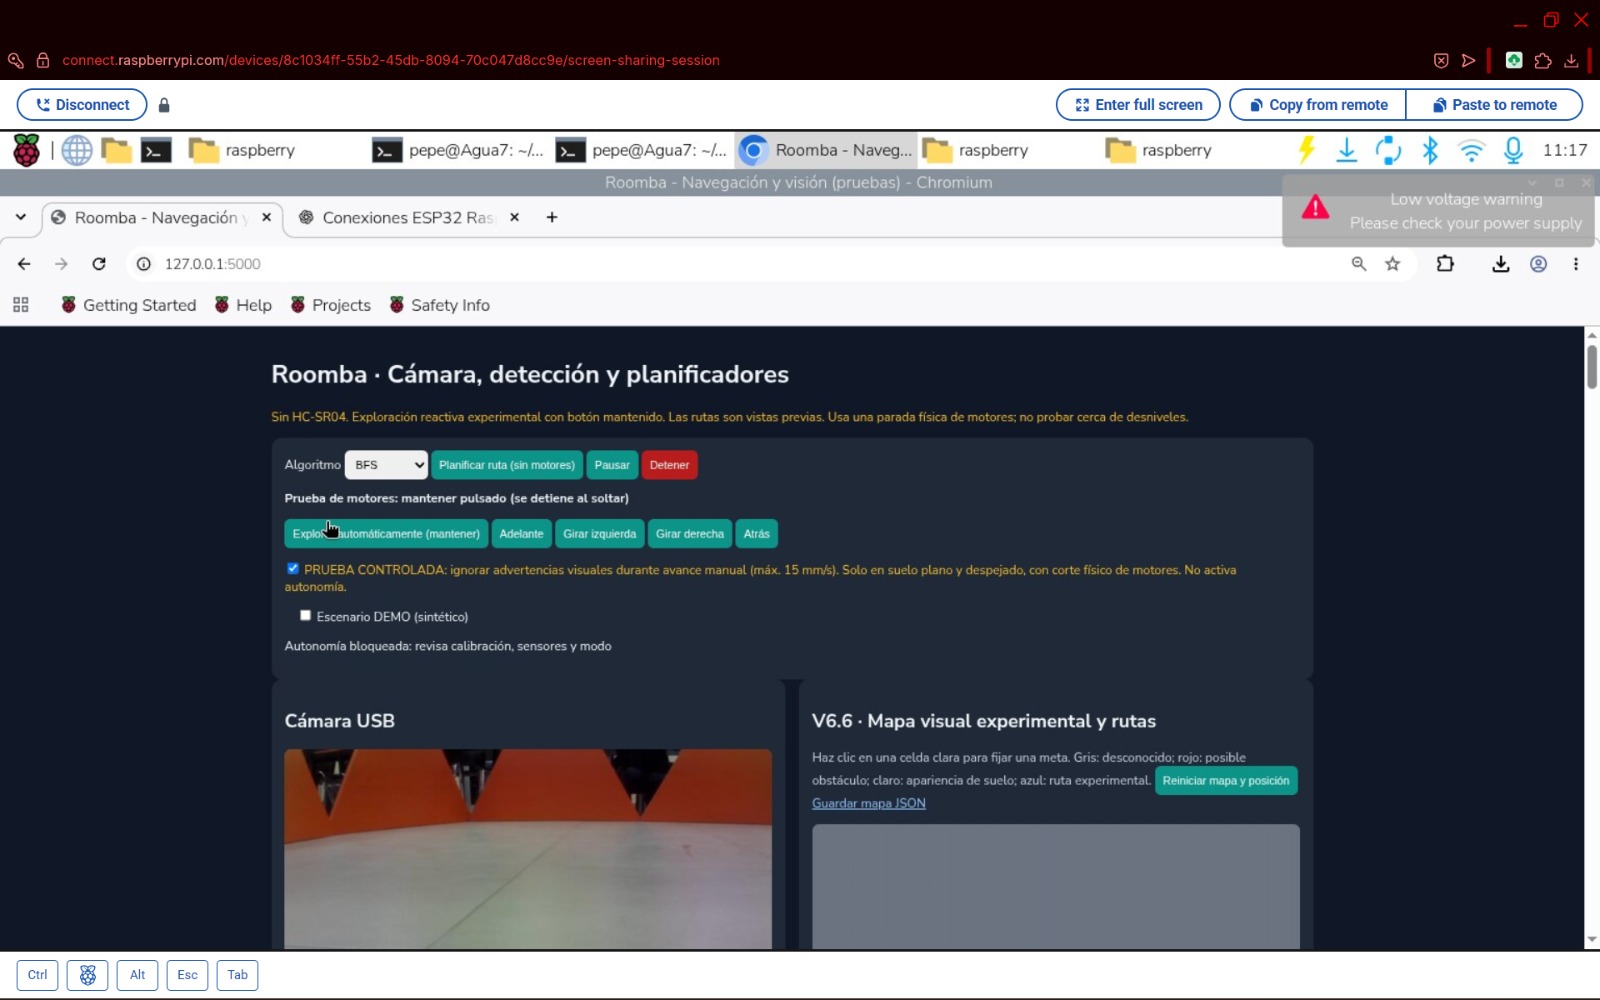 connect.raspberrypi.com/devices/8c1034ff-55b2-45db-8094-70c047d8cc9e/screen-sharing-session
Disconnect
Enter full screen
Copy from remote
Paste to remote
raspberry
pepe@Agua7: ~/...
pepe@Agua7: ~/...
Roomba - Naveg...
raspberry
raspberry
11:17
Roomba - Navegación y visión (pruebas) - Chromium
Low voltage warning
Please check your power supply
Roomba - Navegación y
Conexiones ESP32 Ras
127.0.0.1:5000
Getting Started
Help
Projects
Safety Info
Roomba · Cámara, detección y planificadores
Sin HC-SR04. Exploración reactiva experimental con botón mantenido. Las rutas son vistas previas. Usa una parada física de motores; no probar cerca de desniveles.
Algoritmo
BFS
Planificar ruta (sin motores)
Pausar
Detener
Prueba de motores: mantener pulsado (se detiene al soltar)
Explo automáticamente (mantener)
Adelante
Girar izquierda
Girar derecha
Atrás
PRUEBA CONTROLADA: ignorar advertencias visuales durante avance manual (máx. 15 mm/s). Solo en suelo plano y despejado, con corte físico de motores. No activa
autonomía.
Escenario DEMO (sintético)
Autonomía bloqueada: revisa calibración, sensores y modo
Cámara USB
V6.6 · Mapa visual experimental y rutas
Haz clic en una celda clara para fijar una meta. Gris: desconocido; rojo: posible
obstáculo; claro: apariencia de suelo; azul: ruta experimental.
Reiniciar mapa y posición
Guardar mapa JSON
Ctrl
Alt
Esc
Tab